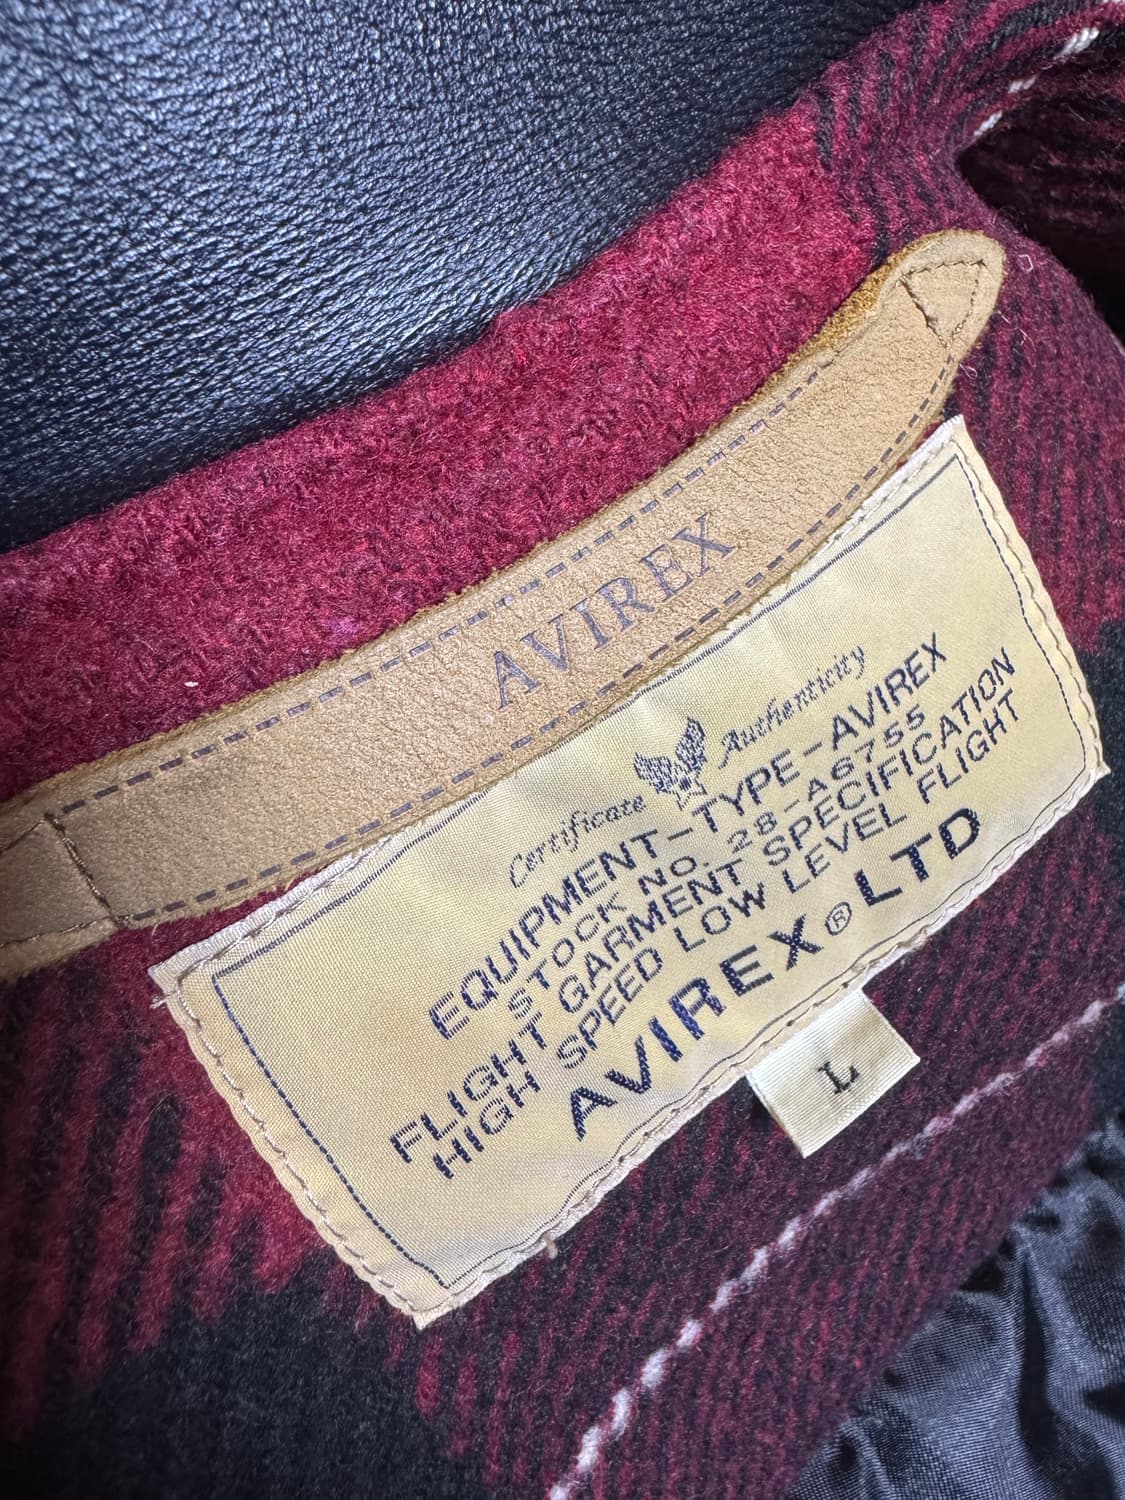 AVIREX
Certificate Authenticity
EQUIPMENT-TYPE-AVIREX
STOCK NO. 28-A6755
FLIGHT GARMENT SPECIFICATION
HIGH SPEED LOW LEVEL FLIGHT
AVIREX® LTD
L